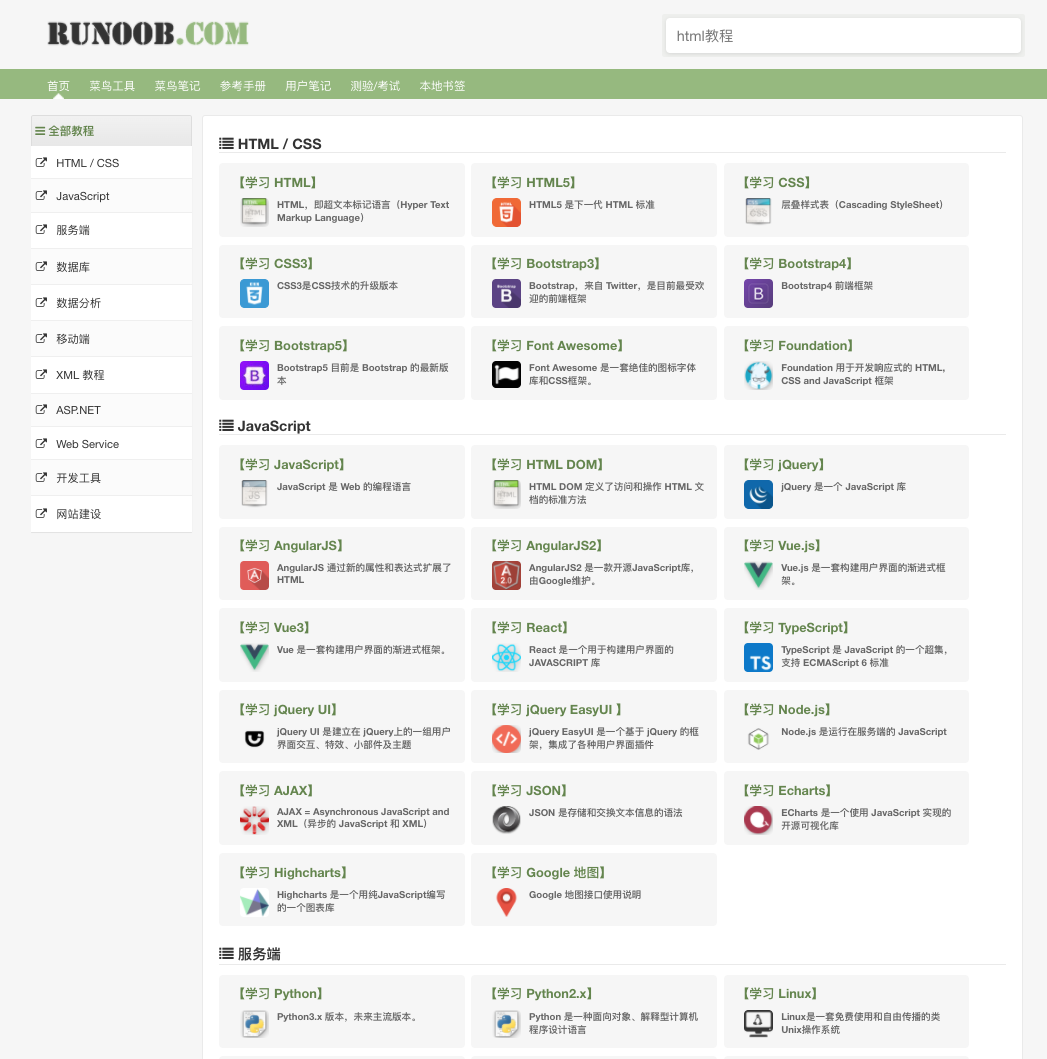 RUNOOB.COM
html教程
首页 菜鸟工具 菜鸟笔记 参考手册 用户笔记 测验/考试 本地书签
全部教程
HTML / CSS
JavaScript
服务端
数据库
数据分析
移动端
XML 教程
ASP.NET
Web Service
开发工具
网站建设
HTML / CSS
【学习 HTML】
HTML
HTML，即超文本标记语言（Hyper Text
Markup Language）
【学习 HTML5】
HTML5 是下一代 HTML 标准
【学习 CSS】
CSS
层叠样式表（Cascading StyleSheet）
【学习 CSS3】
CSS3是CSS技术的升级版本
【学习 Bootstrap3】
Bootstrap
B
Bootstrap，来自 Twitter，是目前最受欢
迎的前端框架
【学习 Bootstrap4】
B
Bootstrap4 前端框架
【学习 Bootstrap5】
B
Bootstrap5 目前是 Bootstrap 的最新版
本
【学习 Font Awesome】
Font Awesome 是一套绝佳的图标字体
库和CSS框架。
【学习 Foundation】
Foundation 用于开发响应式的 HTML,
CSS and JavaScript 框架
JavaScript
【学习 JavaScript】
JS
JavaScript 是 Web 的编程语言
【学习 HTML DOM】
HTML
HTML DOM 定义了访问和操作 HTML 文
档的标准方法
【学习 jQuery】
jQuery 是一个 JavaScript 库
【学习 AngularJS】
A
AngularJS 通过新的属性和表达式扩展了
HTML
【学习 AngularJS2】
A
2.0
AngularJS2 是一款开源JavaScript库，
由Google维护。
【学习 Vue.js】
Vue.js 是一套构建用户界面的渐进式框
架。
【学习 Vue3】
Vue 是一套构建用户界面的渐进式框架。
【学习 React】
React 是一个用于构建用户界面的
JAVASCRIPT 库
【学习 TypeScript】
TS
TypeScript 是 JavaScript 的一个超集，
支持 ECMAScript 6 标准
【学习 jQuery UI】
jQuery UI 是建立在 jQuery上的一组用户
界面交互、特效、小部件及主题
【学习 jQuery EasyUI 】
</>
jQuery EasyUI 是一个基于 jQuery 的框
架，集成了各种用户界面插件
【学习 Node.js】
Node.js 是运行在服务端的 JavaScript
【学习 AJAX】
AJAX = Asynchronous JavaScript and
XML（异步的 JavaScript 和 XML）
【学习 JSON】
JSON 是存储和交换文本信息的语法
【学习 Echarts】
ECharts 是一个使用 JavaScript 实现的
开源可视化库
【学习 Highcharts】
Highcharts 是一个用纯JavaScript编写
的一个图表库
【学习 Google 地图】
Google 地图接口使用说明
服务端
【学习 Python】
Python3.x 版本，未来主流版本。
【学习 Python2.x】
Python 是一种面向对象、解释型计算机
程序设计语言
【学习 Linux】
Linux是一套免费使用和自由传播的类
Unix操作系统